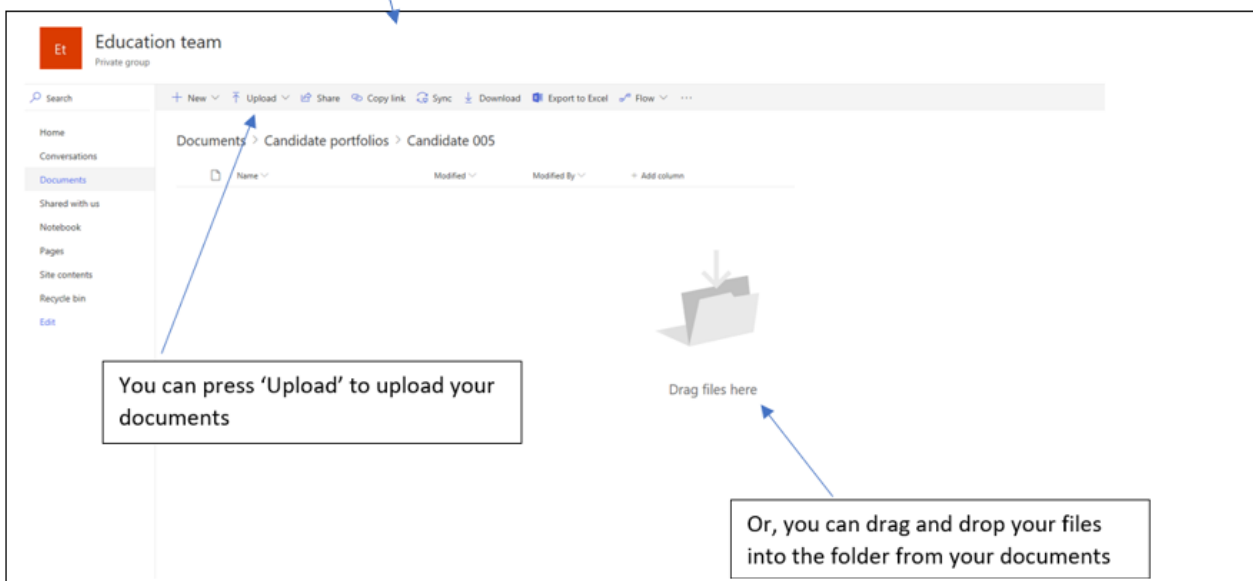 Et
Education team
Private group
Search
New Upload Share Copy link Sync Download Export to Excel Flow ...
Home
Conversations
Documents
Shared with us
Notebook
Pages
Site contents
Recycle bin
Edit
Documents > Candidate portfolios > Candidate 005
Name Modified Modified By + Add column
Drag files here
You can press ‘Upload’ to upload your
documents
Or, you can drag and drop your files
into the folder from your documents